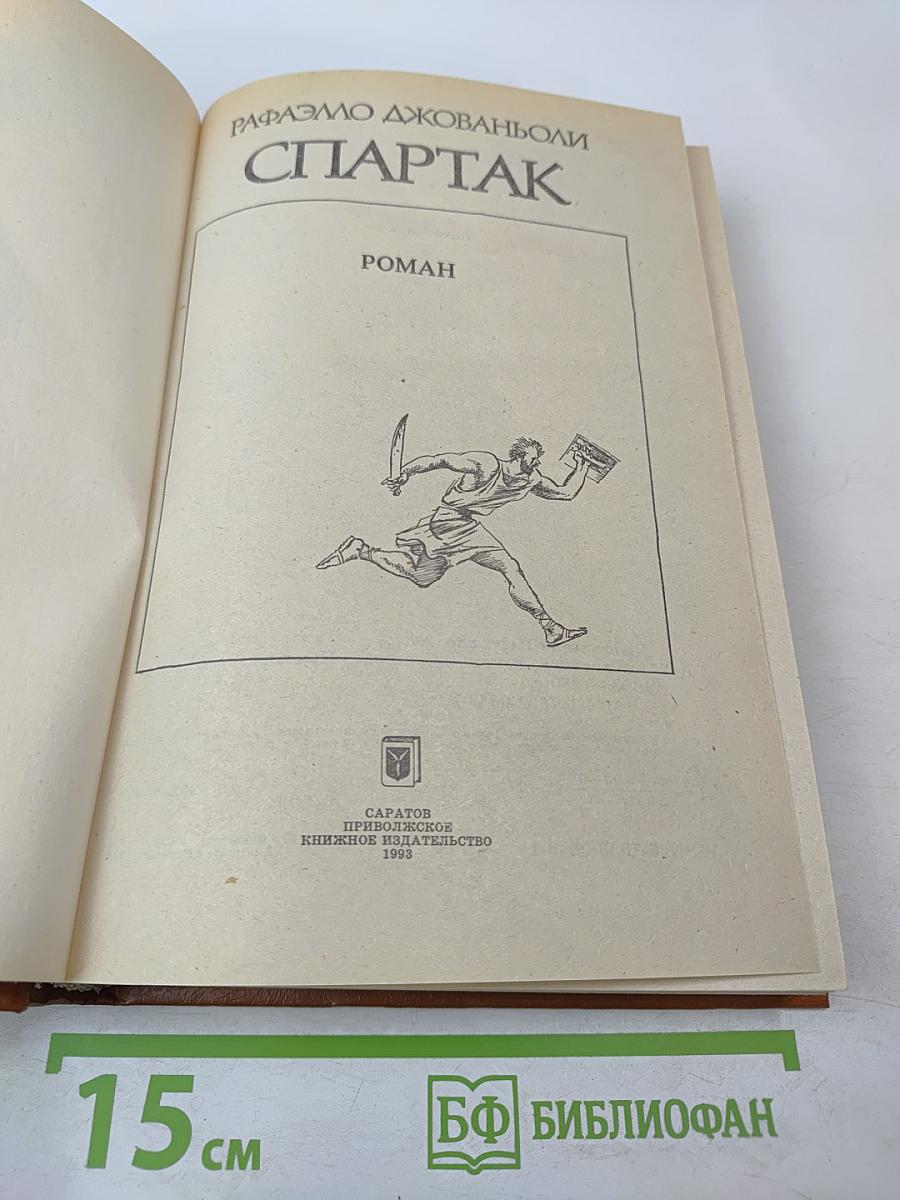 РАФАЭЛЛО ДЖОВАНЬОЛИ
СПАРТАК
РОМАН
САРАТОВ
ПРИВОЛЖСКОЕ
КНИЖНОЕ ИЗДАТЕЛЬСТВО
1993
15 см
БФ БИБЛИОФАН